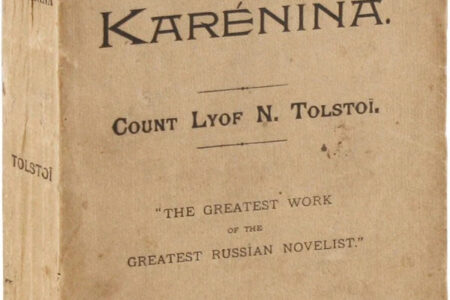 KARÉNINA.
COUNT LYOF N. TOLSTOÏ.
"THE GREATEST WORK
OF THE
GREATEST RUSSIAN NOVELIST."
TOLSTOÏ